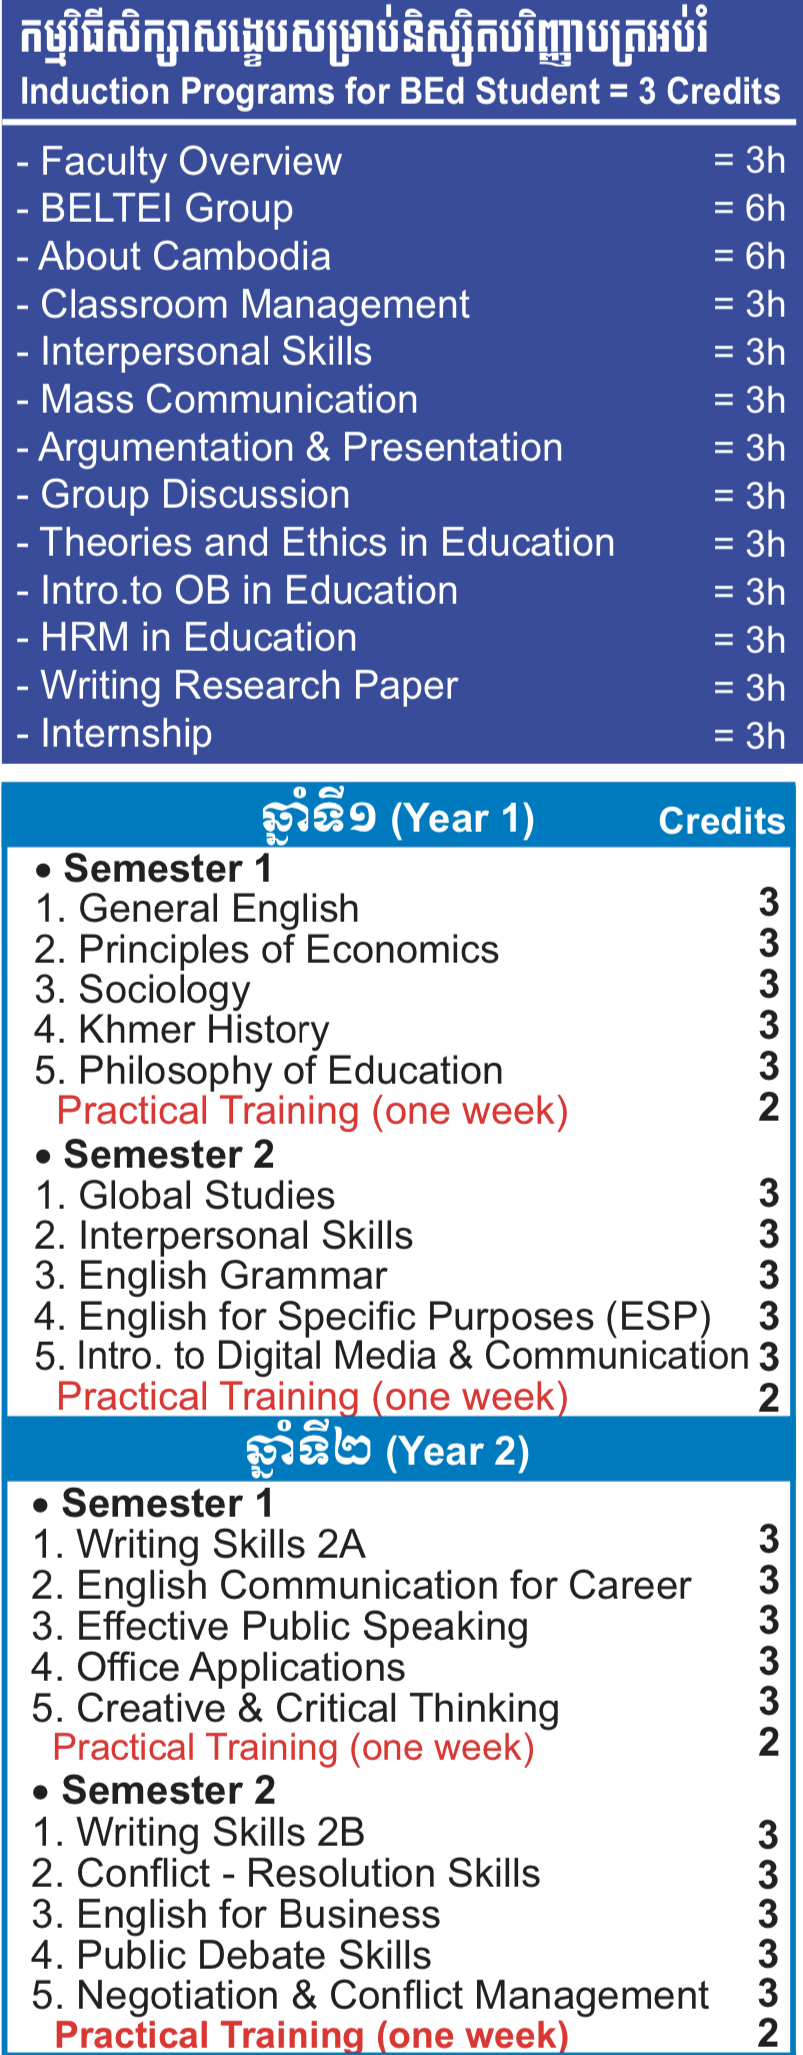 កម្មវិធីសិក្សាសង្ខេបសម្រាប់និស្សិតបរិញ្ញាបត្រអប់រំ
Induction Programs for BEd Student = 3 Credits
- Faculty Overview = 3h
- BELTEI Group = 6h
- About Cambodia = 6h
- Classroom Management = 3h
- Interpersonal Skills = 3h
- Mass Communication = 3h
- Argumentation & Presentation = 3h
- Group Discussion = 3h
- Theories and Ethics in Education = 3h
- Intro.to OB in Education = 3h
- HRM in Education = 3h
- Writing Research Paper = 3h
- Internship = 3h
ឆ្នាំទី១ (Year 1) Credits
• Semester 1
1. General English 3
2. Principles of Economics 3
3. Sociology 3
4. Khmer History 3
5. Philosophy of Education 3
Practical Training (one week) 2
• Semester 2
1. Global Studies 3
2. Interpersonal Skills 3
3. English Grammar 3
4. English for Specific Purposes (ESP) 3
5. Intro. to Digital Media & Communication 3
Practical Training (one week) 2
ឆ្នាំទី២ (Year 2)
• Semester 1
1. Writing Skills 2A 3
2. English Communication for Career 3
3. Effective Public Speaking 3
4. Office Applications 3
5. Creative & Critical Thinking 3
Practical Training (one week) 2
• Semester 2
1. Writing Skills 2B 3
2. Conflict - Resolution Skills 3
3. English for Business 3
4. Public Debate Skills 3
5. Negotiation & Conflict Management 3
Practical Training (one week) 2